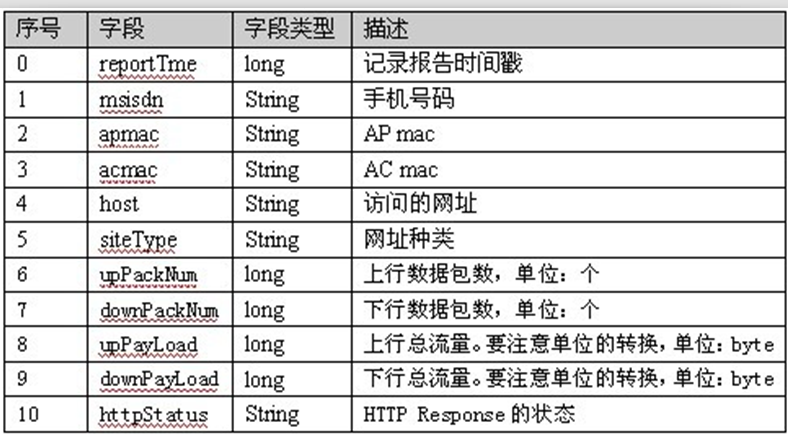 序号 字段 字段类型 描述
0 reportTme long 记录报告时间戳
1 msisdn String 手机号码
2 apmac String AP mac
3 acmac String AC mac
4 host String 访问的网址
5 siteType String 网址种类
6 upPackNum long 上行数据包数，单位：个
7 downPackNum long 下行数据包数，单位：个
8 upPayLoad long 上行总流量。要注意单位的转换，单位：byte
9 downPayLoad long 下行总流量。要注意单位的转换，单位：byte
10 httpStatus String HTTP Response 的状态